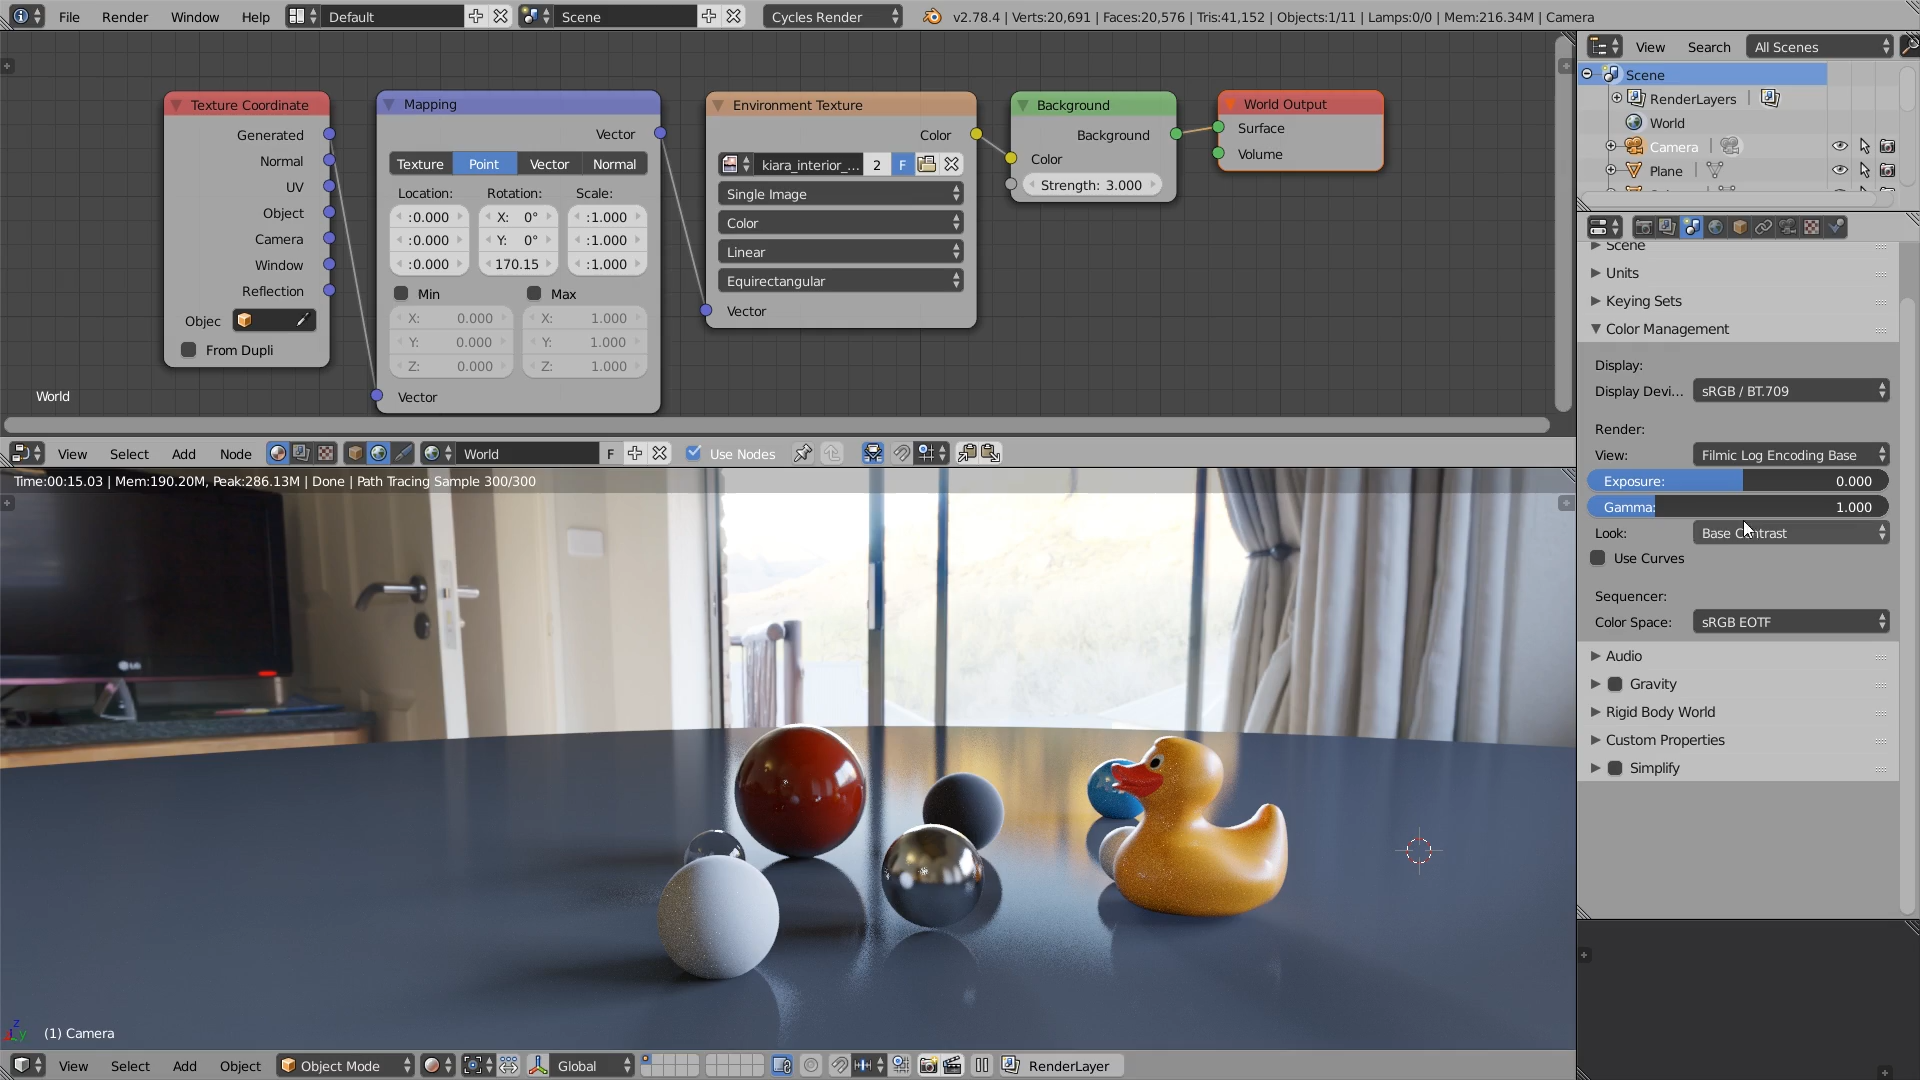 File Render Window Help Default Scene Cycles Render v2.78.4 | Verts:20,691 | Faces:20,576 | Tris:41,152 | Objects:1/11 | Lamps:0/0 | Mem:216.34M | Camera
Texture Coordinate
Generated
Normal
UV
Object
Camera
Window
Reflection
Objec
From Dupli
Mapping
Vector
Texture Point Vector Normal
Location: Rotation: Scale:
:0.000 X: 0° :1.000
:0.000 Y: 0° :1.000
:0.000 170.15 :1.000
Min Max
X: 0.000 X: 1.000
Y: 0.000 Y: 1.000
Z: 0.000 Z: 1.000
Vector
Environment Texture
Color
kiara_interior_... 2 F
Single Image
Color
Linear
Equirectangular
Vector
Background
Background
Color
Strength: 3.000
World Output
Surface
Volume
World
View Select Add Node World F Use Nodes
Time:00:15.03 | Mem:190.20M, Peak:286.13M | Done | Path Tracing Sample 300/300
LG
(1) Camera
View Select Add Object Object Mode Global RenderLayer
View Search All Scenes
Scene
RenderLayers
World
Camera
Plane
Scene
Units
Keying Sets
Color Management
Display:
Display Devi... sRGB / BT.709
Render:
View: Filmic Log Encoding Base
Exposure: 0.000
Gamma: 1.000
Look: Base Contrast
Use Curves
Sequencer:
Color Space: sRGB EOTF
Audio
Gravity
Rigid Body World
Custom Properties
Simplify